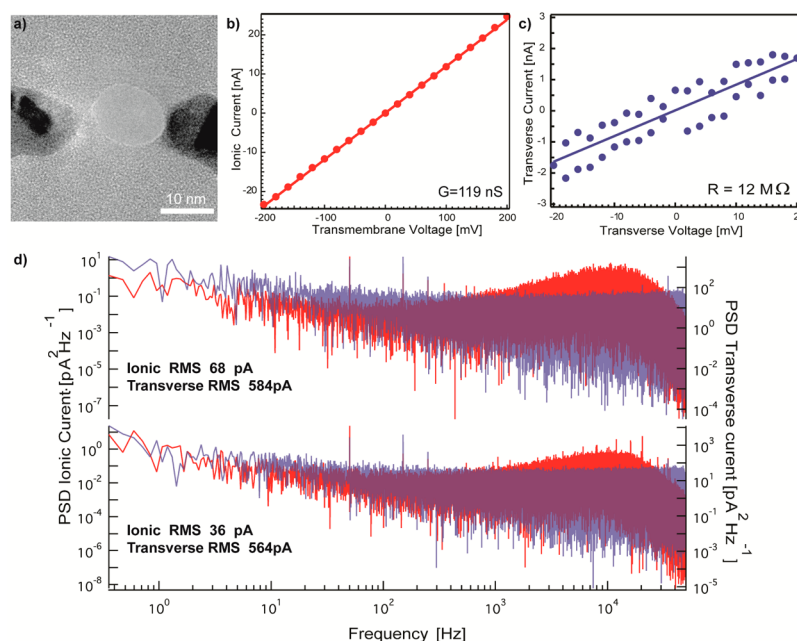 a)
10 nm
b)
Ionic Current [nA]
20
10
0
-10
-20
-200
-100
0
100
200
G=119 nS
Transmembrane Voltage [mV]
c)
Transverse Current [nA]
3
2
1
0
-1
-2
-3
-20
-10
0
10
20
R = 12 MΩ
Transverse Voltage [mV]
d)
PSD Ionic Curent [pA² Hz⁻¹]
10¹
10⁻¹
10⁻³
10⁻⁵
10⁻⁷
Ionic RMS 68 pA
Transverse RMS 584pA
10²
10⁰
10⁻²
10⁻⁴
10⁰
10⁻²
10⁻⁴
10⁻⁶
10⁻⁸
Ionic RMS 36 pA
Transverse RMS 564pA
10³
10¹
10⁻¹
10⁻³
10⁻⁵
PSD Transverse curent [pA² Hz⁻¹]
10⁰
10¹
10²
10³
10⁴
Frequency [Hz]